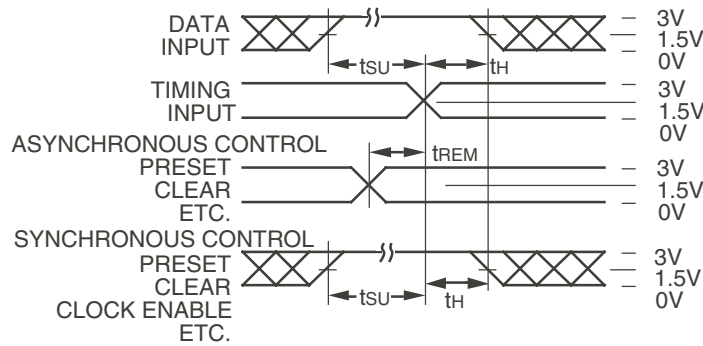 DATA
INPUT
tSU
tH
3V
1.5V
0V
TIMING
INPUT
3V
1.5V
0V
ASYNCHRONOUS CONTROL
PRESET
CLEAR
ETC.
tREM
3V
1.5V
0V
SYNCHRONOUS CONTROL
PRESET
CLEAR
CLOCK ENABLE
ETC.
tSU
tH
3V
1.5V
0V